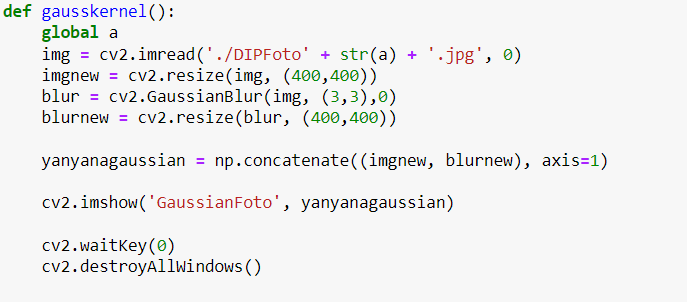 def gausskernel():
    global a
    img = cv2.imread('./DIPFoto' + str(a) + '.jpg', 0)
    imgnew = cv2.resize(img, (400,400))
    blur = cv2.GaussianBlur(img, (3,3),0)
    blurnew = cv2.resize(blur, (400,400))
    yanyanagaussian = np.concatenate((imgnew, blurnew), axis=1)
    cv2.imshow('GaussianFoto', yanyanagaussian)
    cv2.waitKey(0)
    cv2.destroyAllWindows()